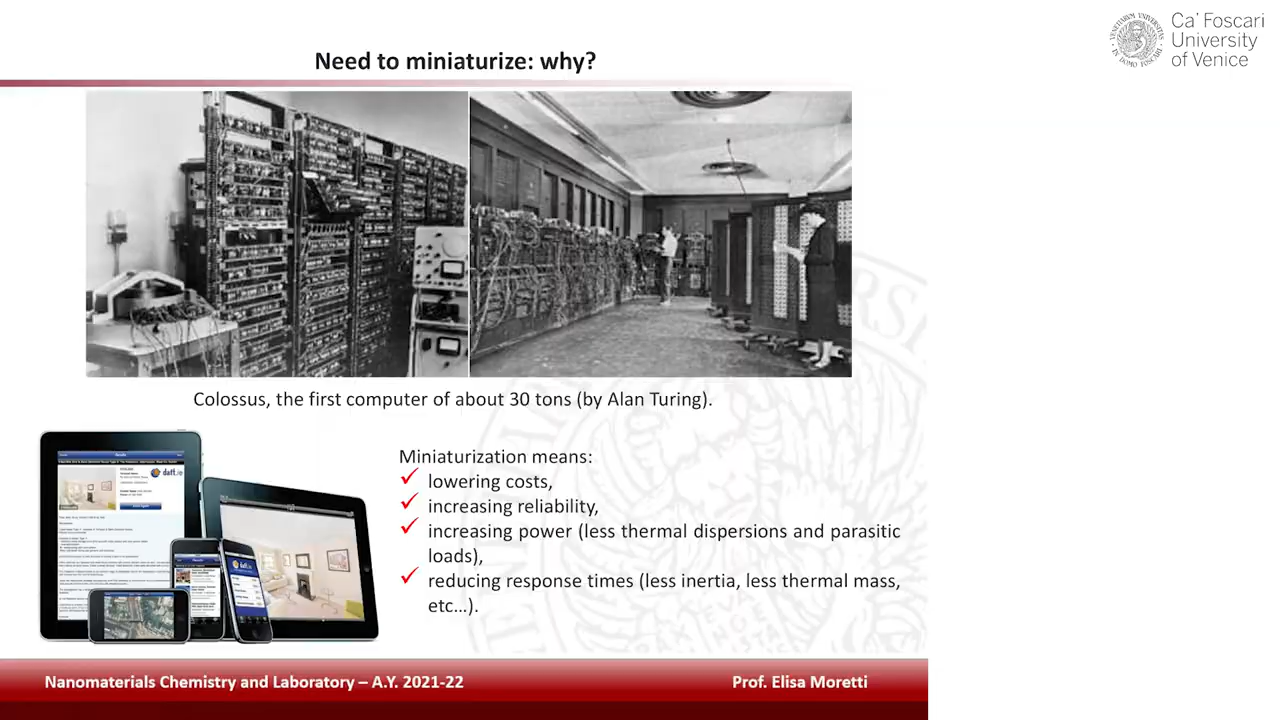 Ca' Foscari
University
of Venice
Need to miniaturize: why?
Colossus, the first computer of about 30 tons (by Alan Turing).
daft.ie
Miniaturization means:
✓ lowering costs,
✓ increasing reliability,
✓ increasing power (less thermal dispersions and parasitic
loads),
✓ reducing response times (less inertia, less thermal mass,
etc...).
Nanomaterials Chemistry and Laboratory – A.Y. 2021-22
Prof. Elisa Moretti